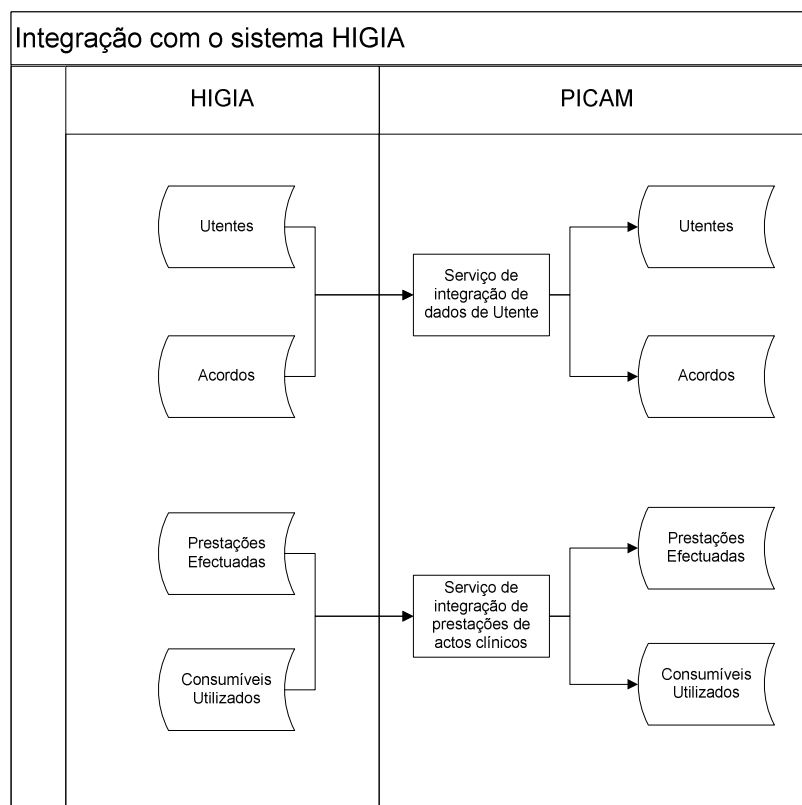 Integração com o sistema HIGIA
HIGIA
PICAM
Utentes
Acordos
Serviço de
integração de
dados de Utente
Utentes
Acordos
Prestações
Efectuadas
Consumíveis
Utilizados
Serviço de
integração de
prestações de
actos clínicos
Prestações
Efectuadas
Consumíveis
Utilizados